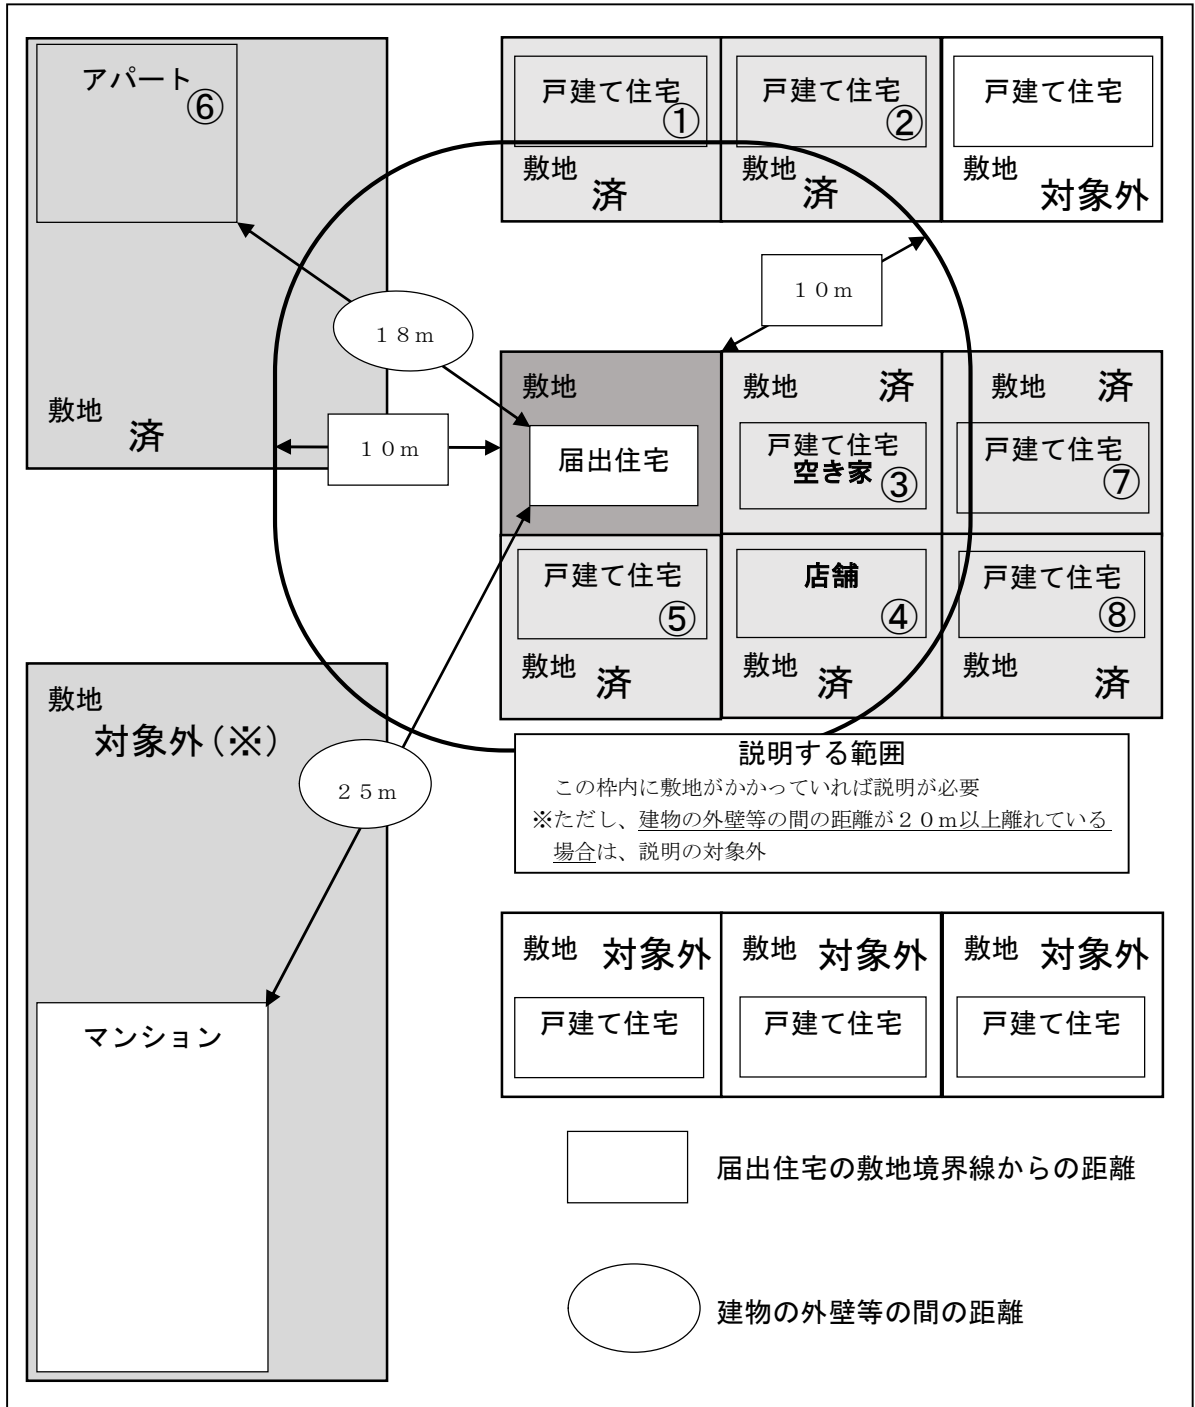 アパート
⑥
敷地
済
戸建て住宅
①
敷地
済
戸建て住宅
②
敷地
済
戸建て住宅
敷地
対象外
１０ｍ
１８ｍ
１０ｍ
敷地
届出住宅
敷地
済
戸建て住宅
空き家
③
敷地
済
戸建て住宅
⑦
戸建て住宅
⑤
敷地
済
店舗
④
敷地
済
戸建て住宅
⑧
敷地
済
敷地
対象外（※）
２５ｍ
マンション
説明する範囲
この枠内に敷地がかかっていれば説明が必要
※ただし、建物の外壁等の間の距離が２０ｍ以上離れている
場合は、説明の対象外
敷地 対象外
戸建て住宅
敷地 対象外
戸建て住宅
敷地 対象外
戸建て住宅
届出住宅の敷地境界線からの距離
建物の外壁等の間の距離